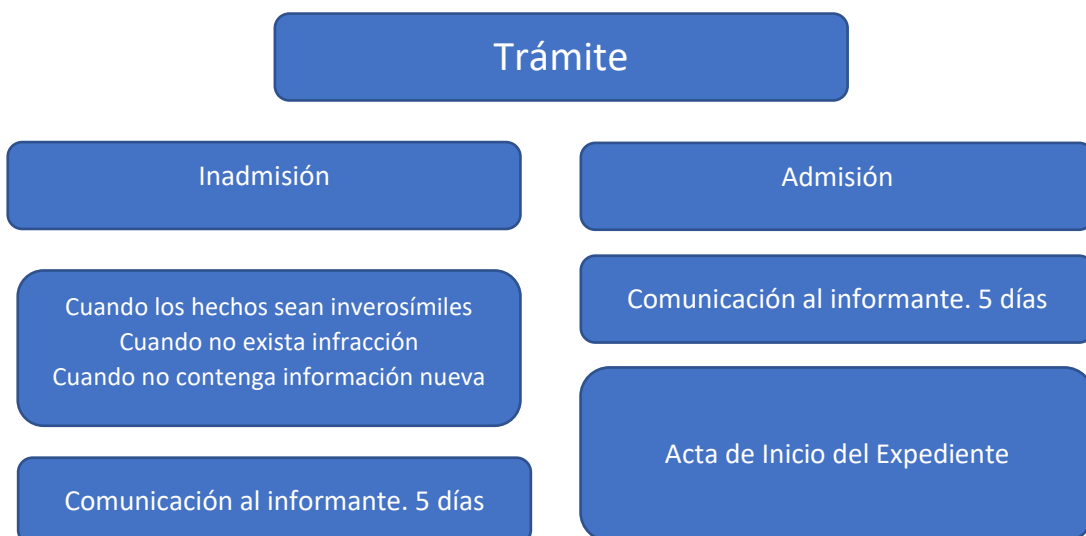 Trámite
Inadmisión
Cuando los hechos sean inverosímiles
Cuando no exista infracción
Cuando no contenga información nueva
Comunicación al informante. 5 días
Admisión
Comunicación al informante. 5 días
Acta de Inicio del Expediente